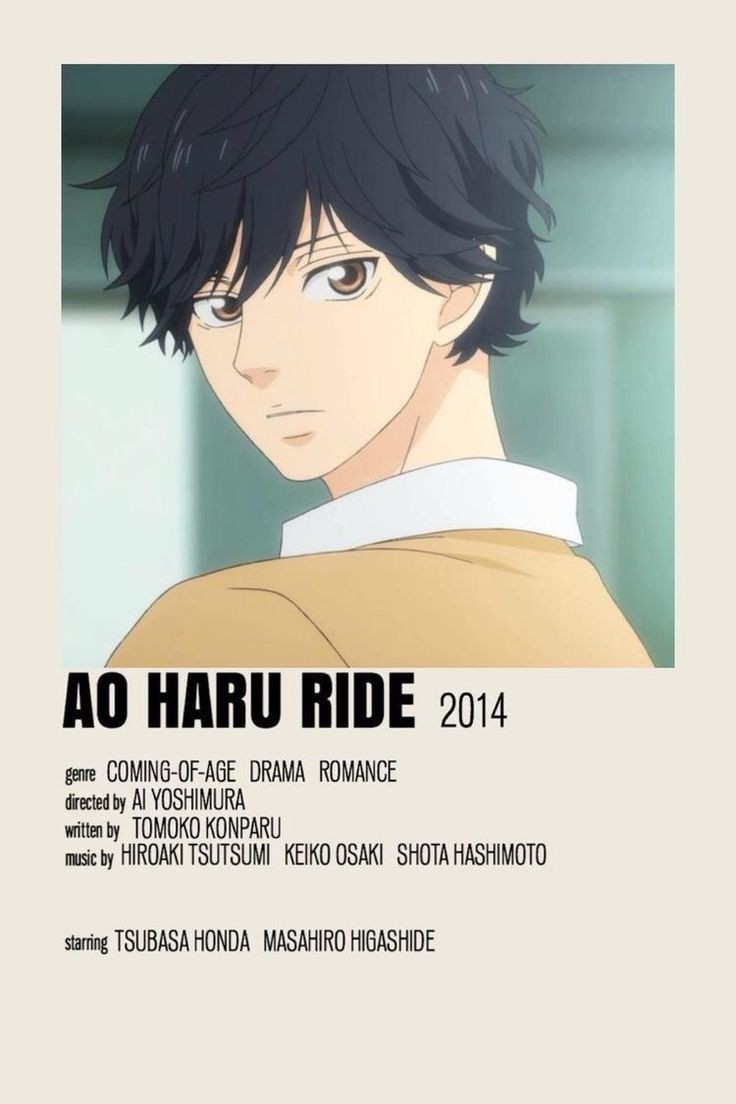 AO HARU RIDE 2014
genre COMING-OF-AGE DRAMA ROMANCE
directed by AI YOSHIMURA
written by TOMOKO KONPARU
music by HIROAKI TSUTSUMI KEIKO OSAKI SHOTA HASHIMOTO
starring TSUBASA HONDA MASAHIRO HIGASHIDE